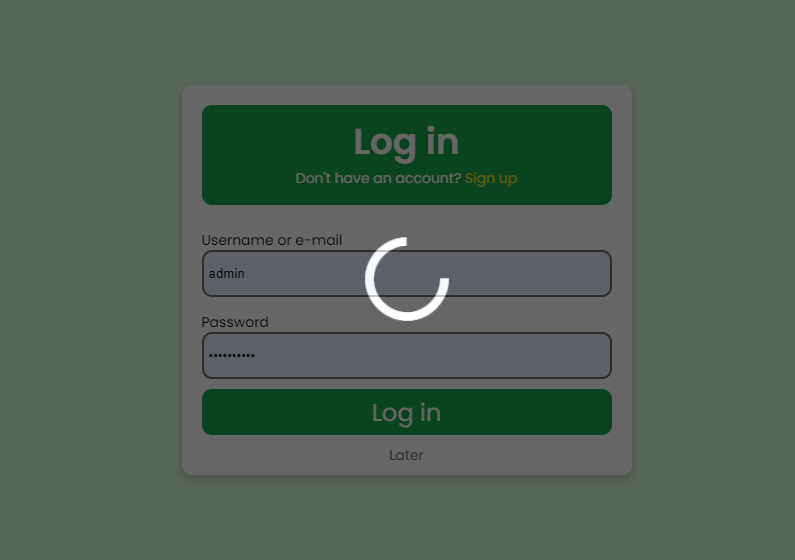 Log in
Don't have an account? Sign up
Username or e-mail
admin
Password
••••••••••
Log in
Later